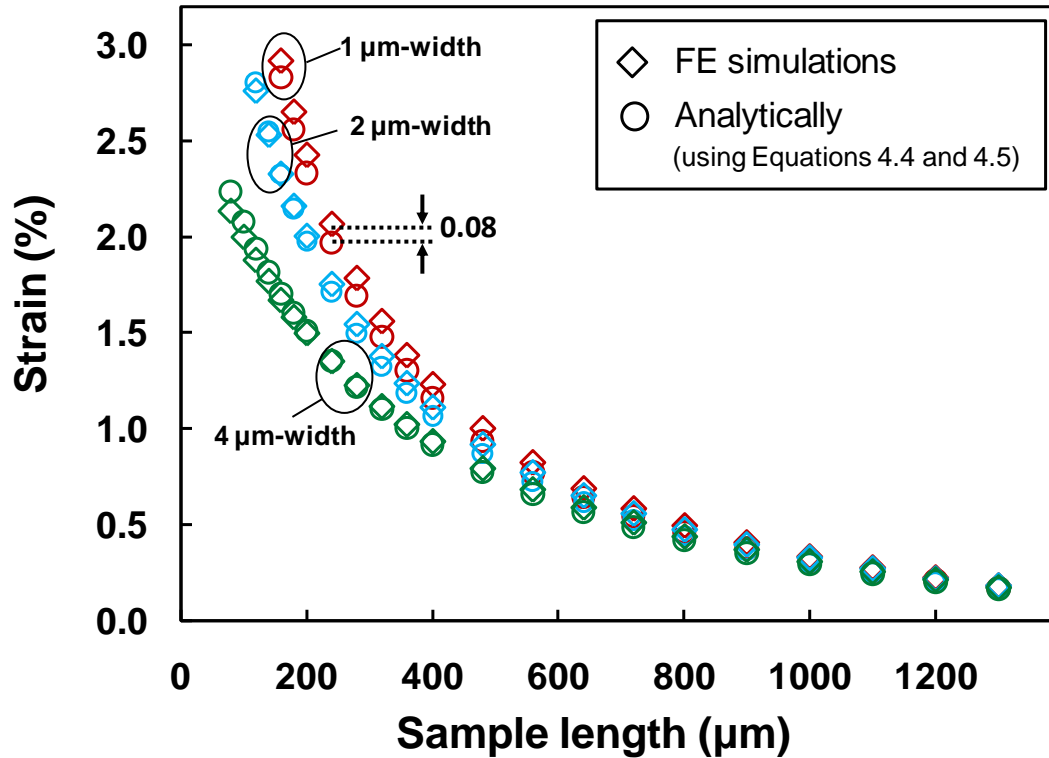 3.0
2.5
2.0
1.5
1.0
0.5
0.0
Strain (%)
1 µm-width
2 µm-width
0.08
4 µm-width
FE simulations
Analytically
(using Equations 4.4 and 4.5)
0 200 400 600 800 1000 1200
Sample length (µm)